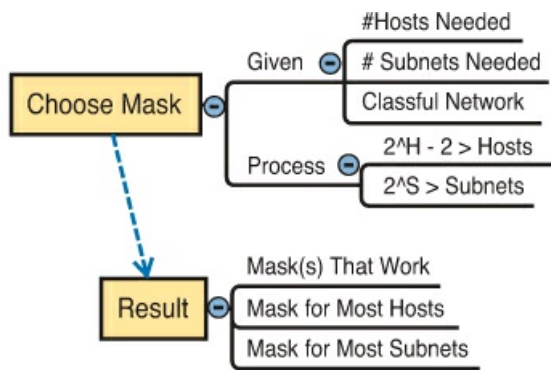 Choose Mask
Given
#Hosts Needed
# Subnets Needed
Classful Network
Process
2^H - 2 > Hosts
2^S > Subnets
Result
Mask(s) That Work
Mask for Most Hosts
Mask for Most Subnets